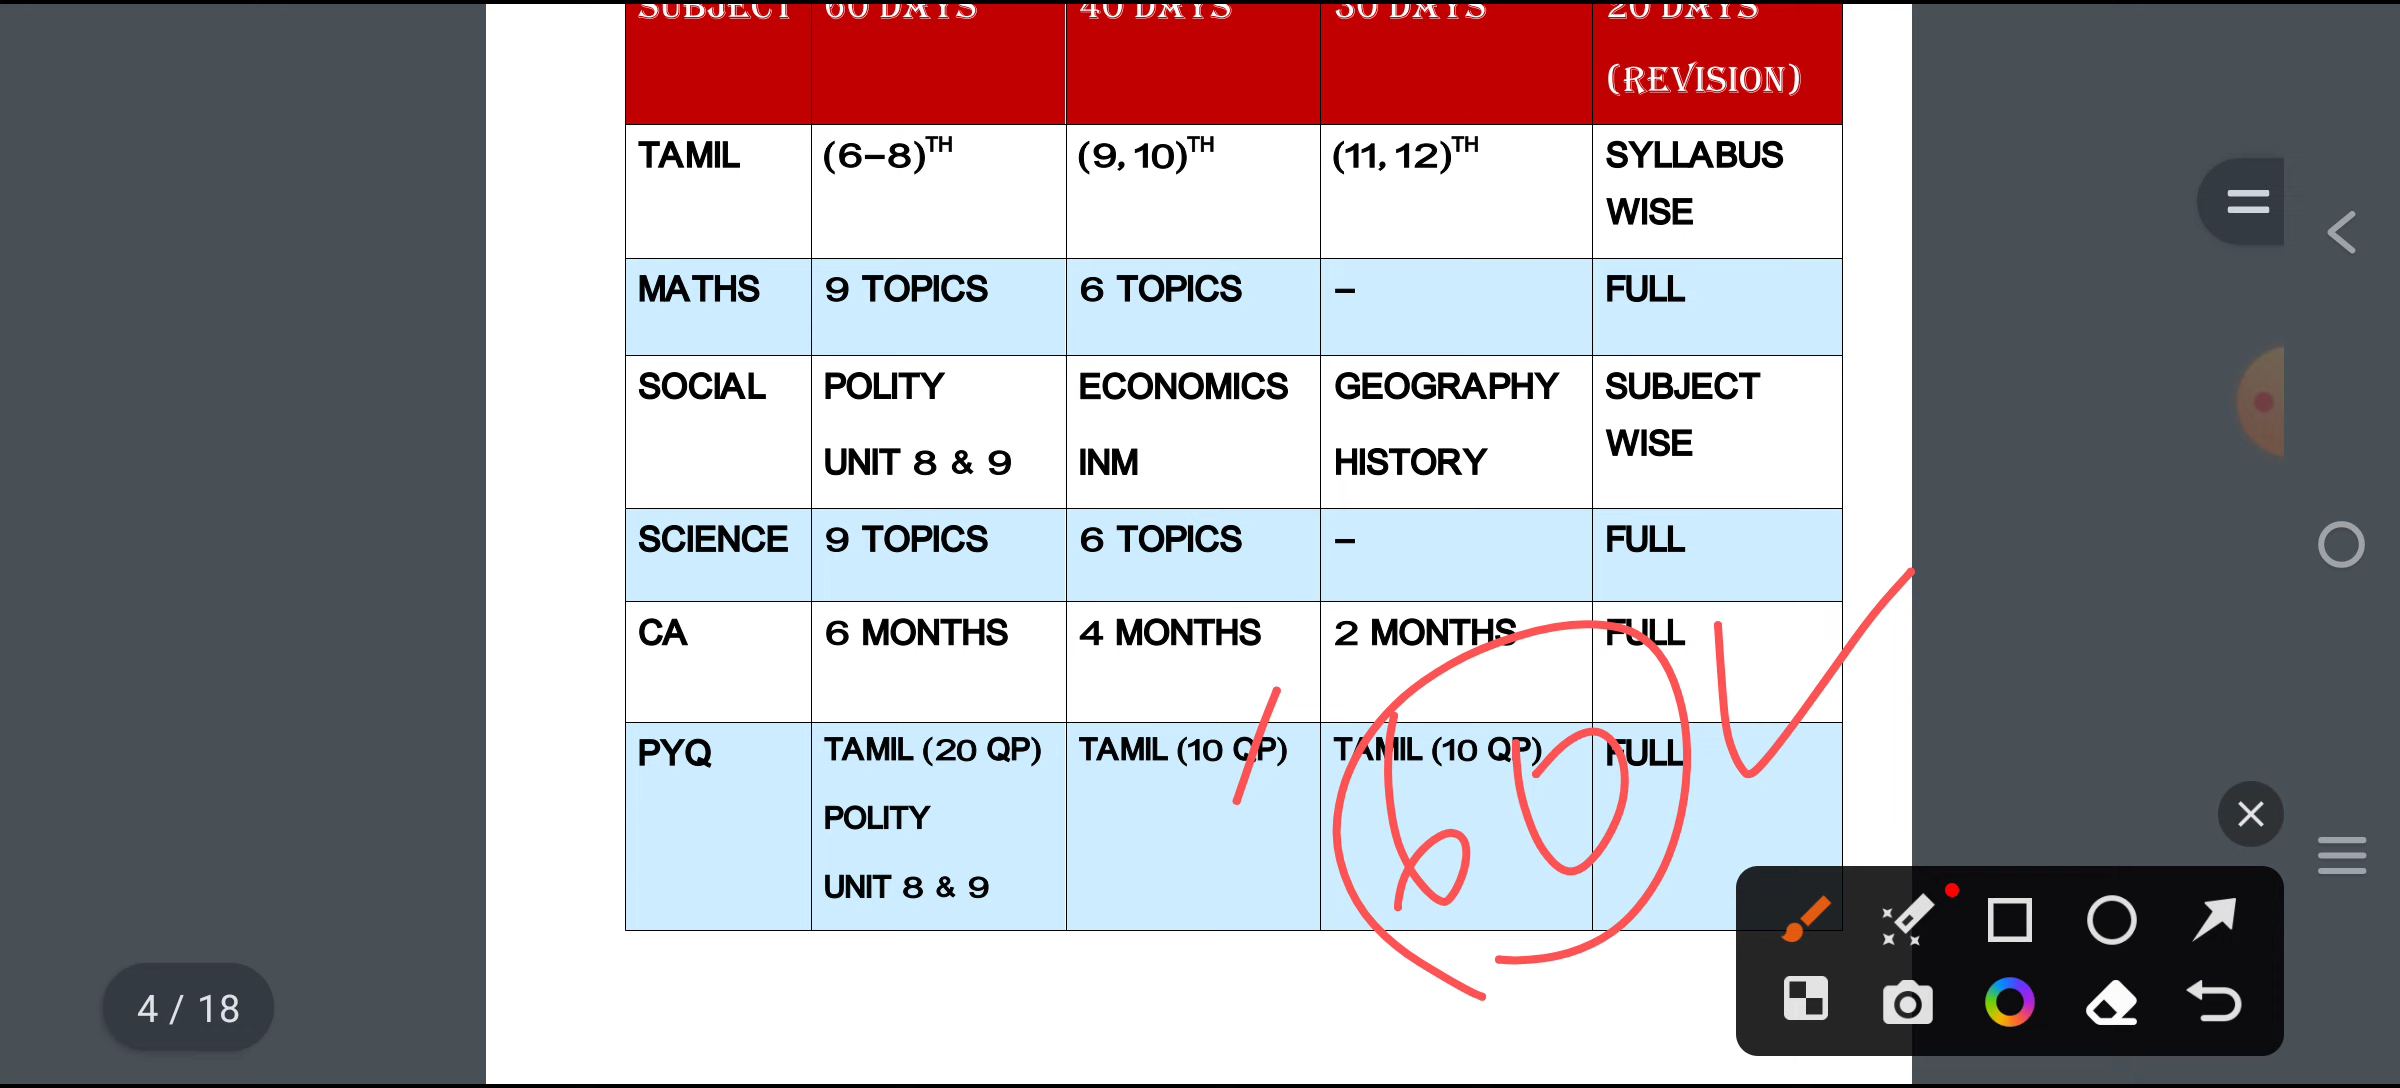 SUBJECT 60 DAYS 40 DAYS 30 DAYS 20 DAYS
(REVISION)
TAMIL (6–8)TH (9, 10)TH (11, 12)TH SYLLABUS
WISE
MATHS 9 TOPICS 6 TOPICS – FULL
SOCIAL POLITY ECONOMICS GEOGRAPHY SUBJECT
WISE
UNIT 8 & 9 INM HISTORY
SCIENCE 9 TOPICS 6 TOPICS – FULL
CA 6 MONTHS 4 MONTHS 2 MONTHS FULL
PYQ TAMIL (20 QP) TAMIL (10 QP) TAMIL (10 QP) FULL
POLITY
UNIT 8 & 9
60
4 / 18